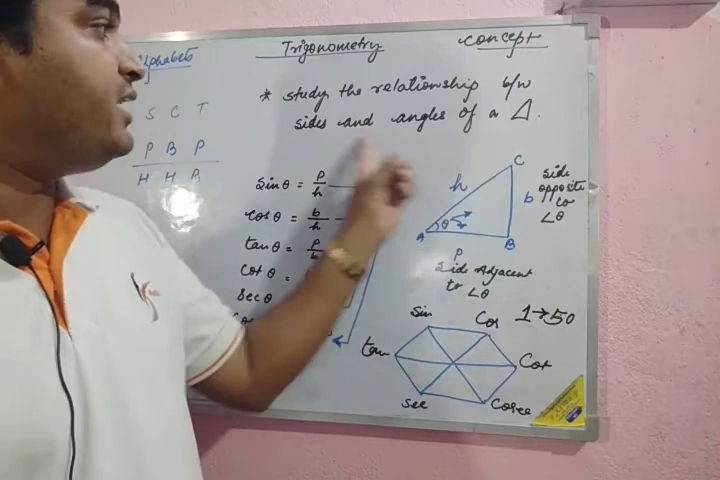 Alphabets
Trigonometry
concept
* study the relationship b/w
sides and angles of a △.
S C T
P B P
H H B
sinθ = p/h
cosθ = b/h
tanθ = p/b
cotθ =
secθ
C
h
b
A
θ
B
p
side
opposite
to
∠θ
side Adjacent
to ∠θ
1→50
sin
Cos
tan
Cot
sec
Cosec